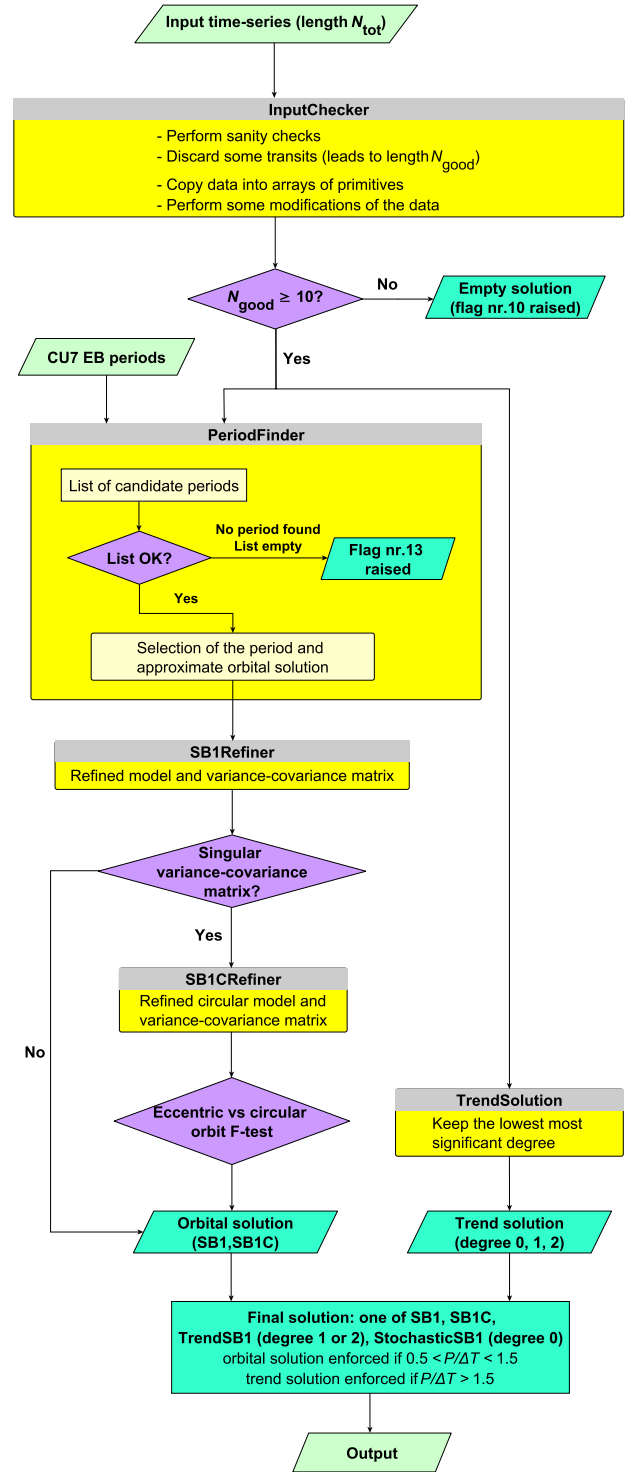 Input time-series (length Ntot)
InputChecker
- Perform sanity checks
- Discard some transits (leads to length Ngood)
- Copy data into arrays of primitives
- Perform some modifications of the data
Ngood ≥ 10?
No
Empty solution
(flag nr.10 raised)
Yes
CU7 EB periods
PeriodFinder
List of candidate periods
No period found
List empty
List OK?
Flag nr.13
raised
Yes
Selection of the period and
approximate orbital solution
SB1Refiner
Refined model and variance-covariance matrix
Singular
variance-covariance
matrix?
Yes
SB1CRefiner
Refined circular model and
variance-covariance matrix
No
Eccentric vs circular
orbit F-test
TrendSolution
Keep the lowest most
significant degree
Orbital solution
(SB1,SB1C)
Trend solution
(degree 0, 1, 2)
Final solution: one of SB1, SB1C,
TrendSB1 (degree 1 or 2), StochasticSB1 (degree 0)
orbital solution enforced if 0.5 < P/ΔT < 1.5
trend solution enforced if P/ΔT > 1.5
Output